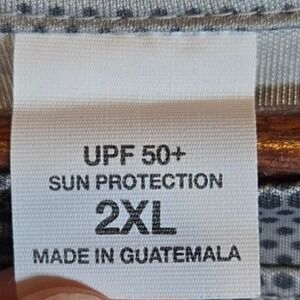 UPF 50+
SUN PROTECTION
2XL
MADE IN GUATEMALA